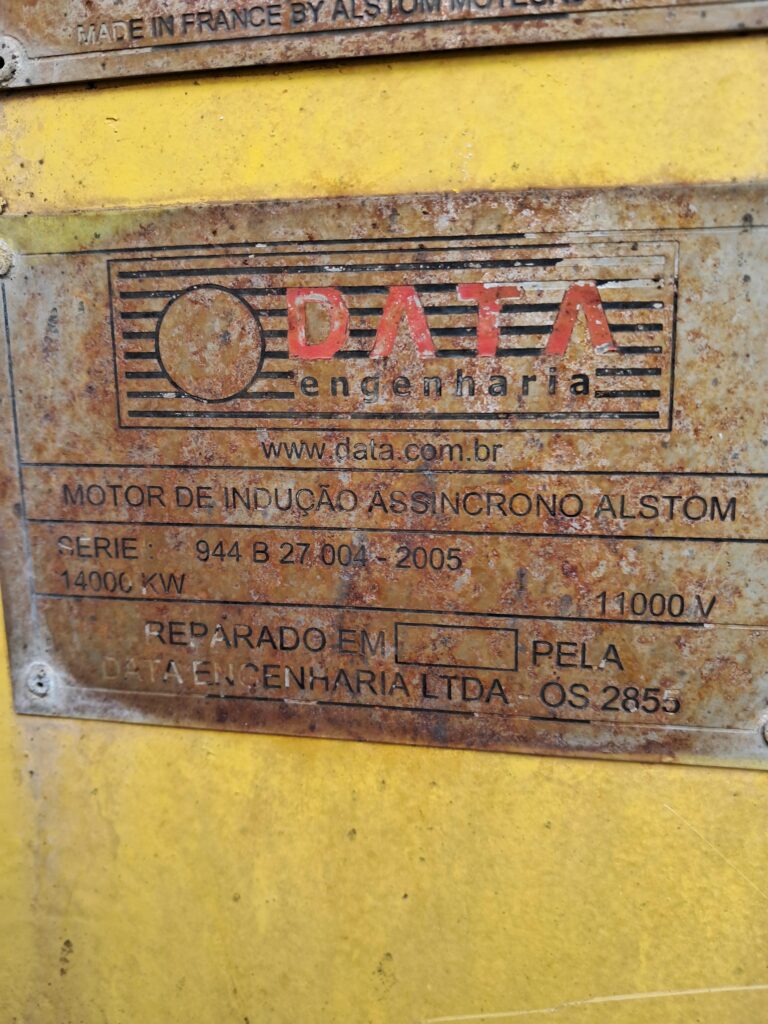 MADE IN FRANCE BY ALSTOM MOTEURS
DATA
engenharia
www.data.com.br
MOTOR DE INDUÇÃO ASSINCRONO ALSTOM
SERIE : 944 B 27 004 - 2005
14000 KW 11000 V
REPARADO EM PELA
DATA ENGENHARIA LTDA - OS 2855